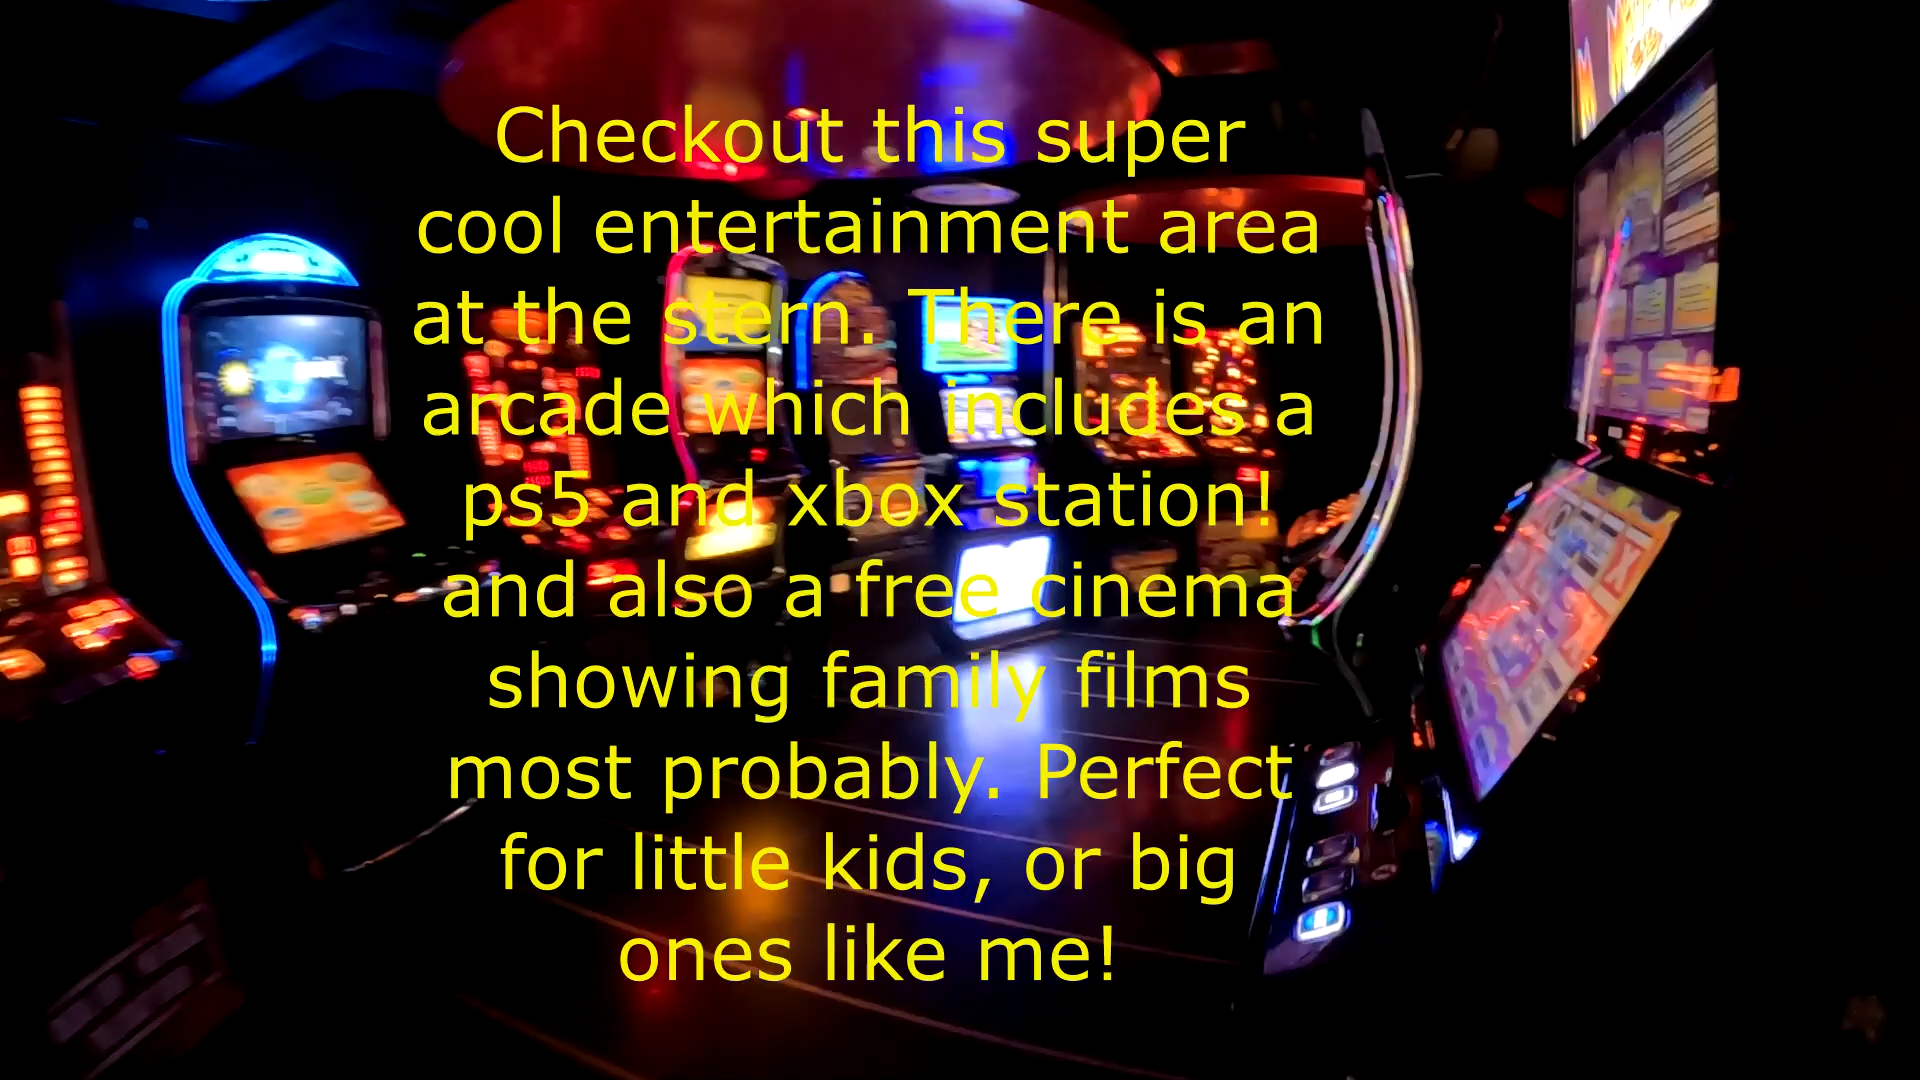 Checkout this super
cool entertainment area
at the stern. There is an
arcade which includes a
ps5 and xbox station!
and also a free cinema
showing family films
most probably. Perfect
for little kids, or big
ones like me!